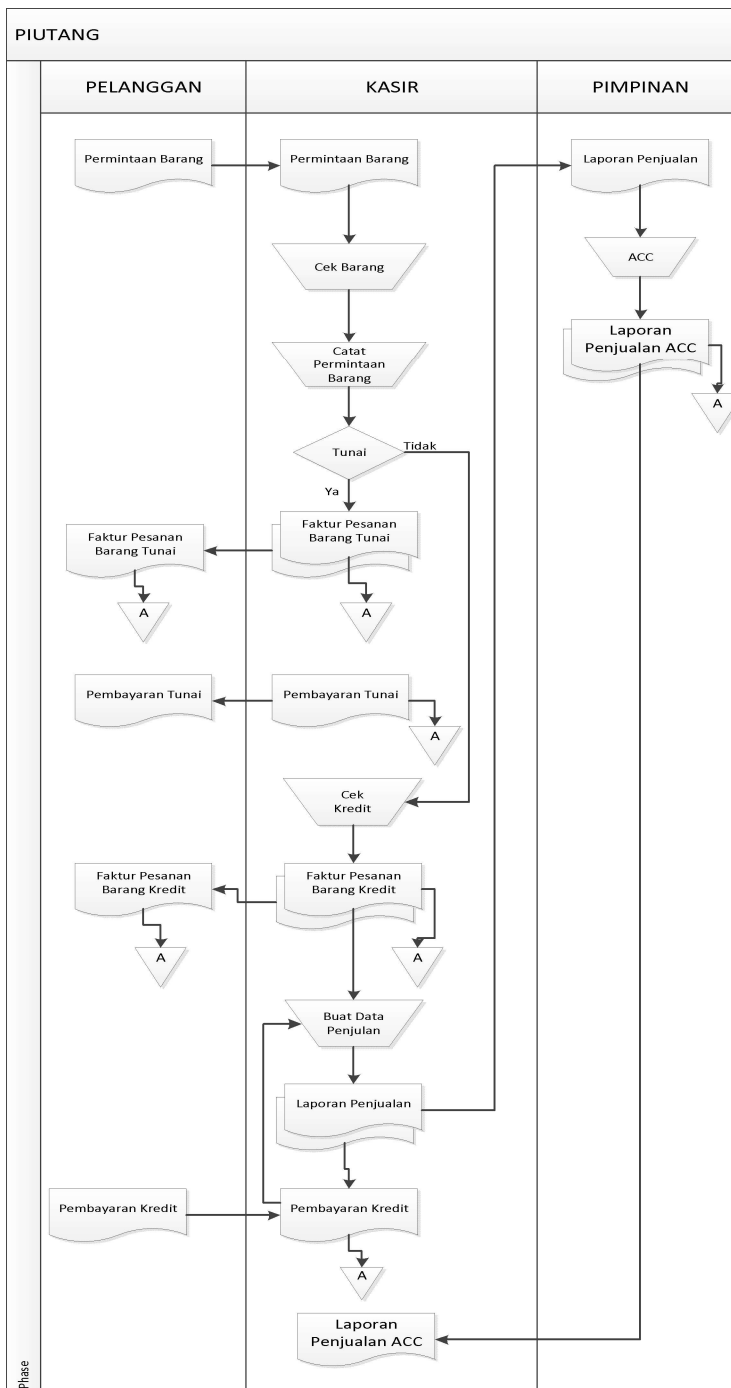 PIUTANG
PELANGGAN
KASIR
PIMPINAN
Permintaan Barang
Permintaan Barang
Laporan Penjualan
Cek Barang
ACC
Catat
Permintaan
Barang
Laporan
Penjualan ACC
A
Tunai
Tidak
Ya
Faktur Pesanan
Barang Tunai
Faktur Pesanan
Barang Tunai
A
A
Pembayaran Tunai
Pembayaran Tunai
A
Cek
Kredit
Faktur Pesanan
Barang Kredit
Faktur Pesanan
Barang Kredit
A
A
Buat Data
Penjulan
Laporan Penjualan
Pembayaran Kredit
Pembayaran Kredit
A
Laporan
Penjualan ACC
Phase